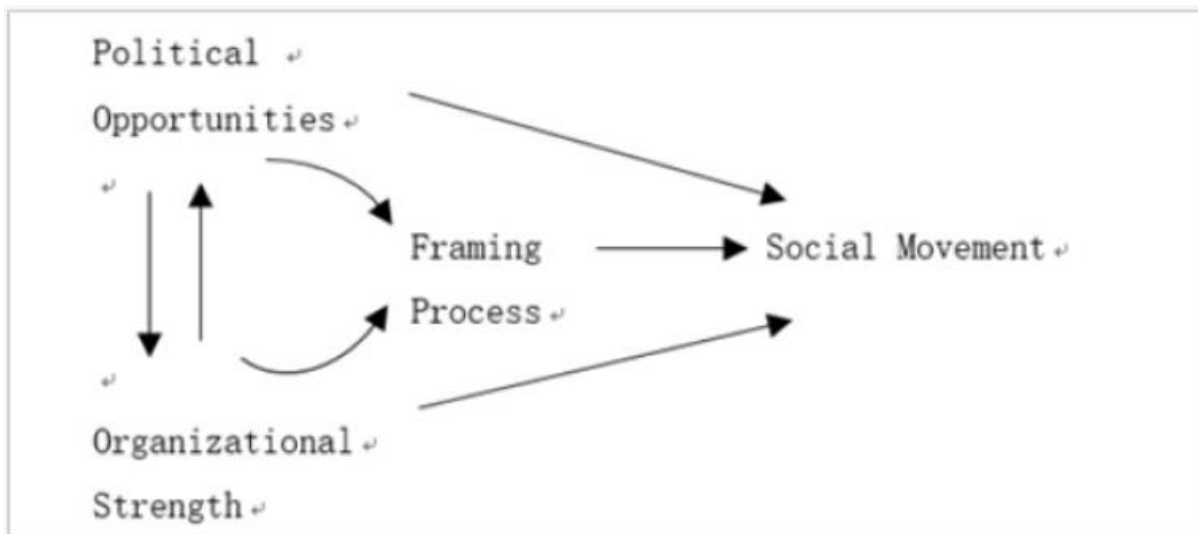 Political
Opportunities
Framing
Process
Social Movement
Organizational
Strength